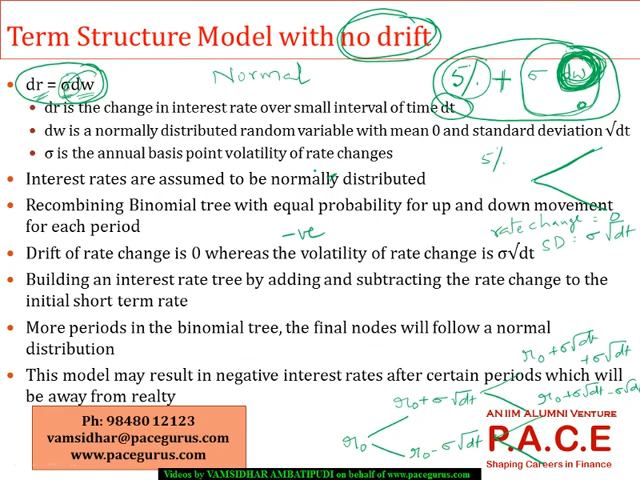 Term Structure Model with no drift
Normal
5% + σ dw
0
• dr = σdw
• dr is the change in interest rate over small interval of time dt
• dw is a normally distributed random variable with mean 0 and standard deviation √dt
• σ is the annual basis point volatility of rate changes
5%
• Interest rates are assumed to be normally distributed
• Recombining Binomial tree with equal probability for up and down movement
for each period
rate change = 0
SD = σ√dt
-ve
• Drift of rate change is 0 whereas the volatility of rate change is σ√dt
• Building an interest rate tree by adding and subtracting the rate change to the
initial short term rate
• More periods in the binomial tree, the final nodes will follow a normal
distribution
r₀ + σ√dt
+ σ√dt
• This model may result in negative interest rates after certain periods which will
be away from realty
r₀ + σ√dt
r₀ + σ√dt - σ√dt
r₀
r₀ - σ√dt
Ph: 98480 12123
vamsidhar@pacegurus.com
www.pacegurus.com
AN IIM ALUMNI VENTURE
R.A.C.E
Shaping Careers in Finance
Videos by VAMSIDHAR AMBATIPUDI on behalf of www.pacegurus.com